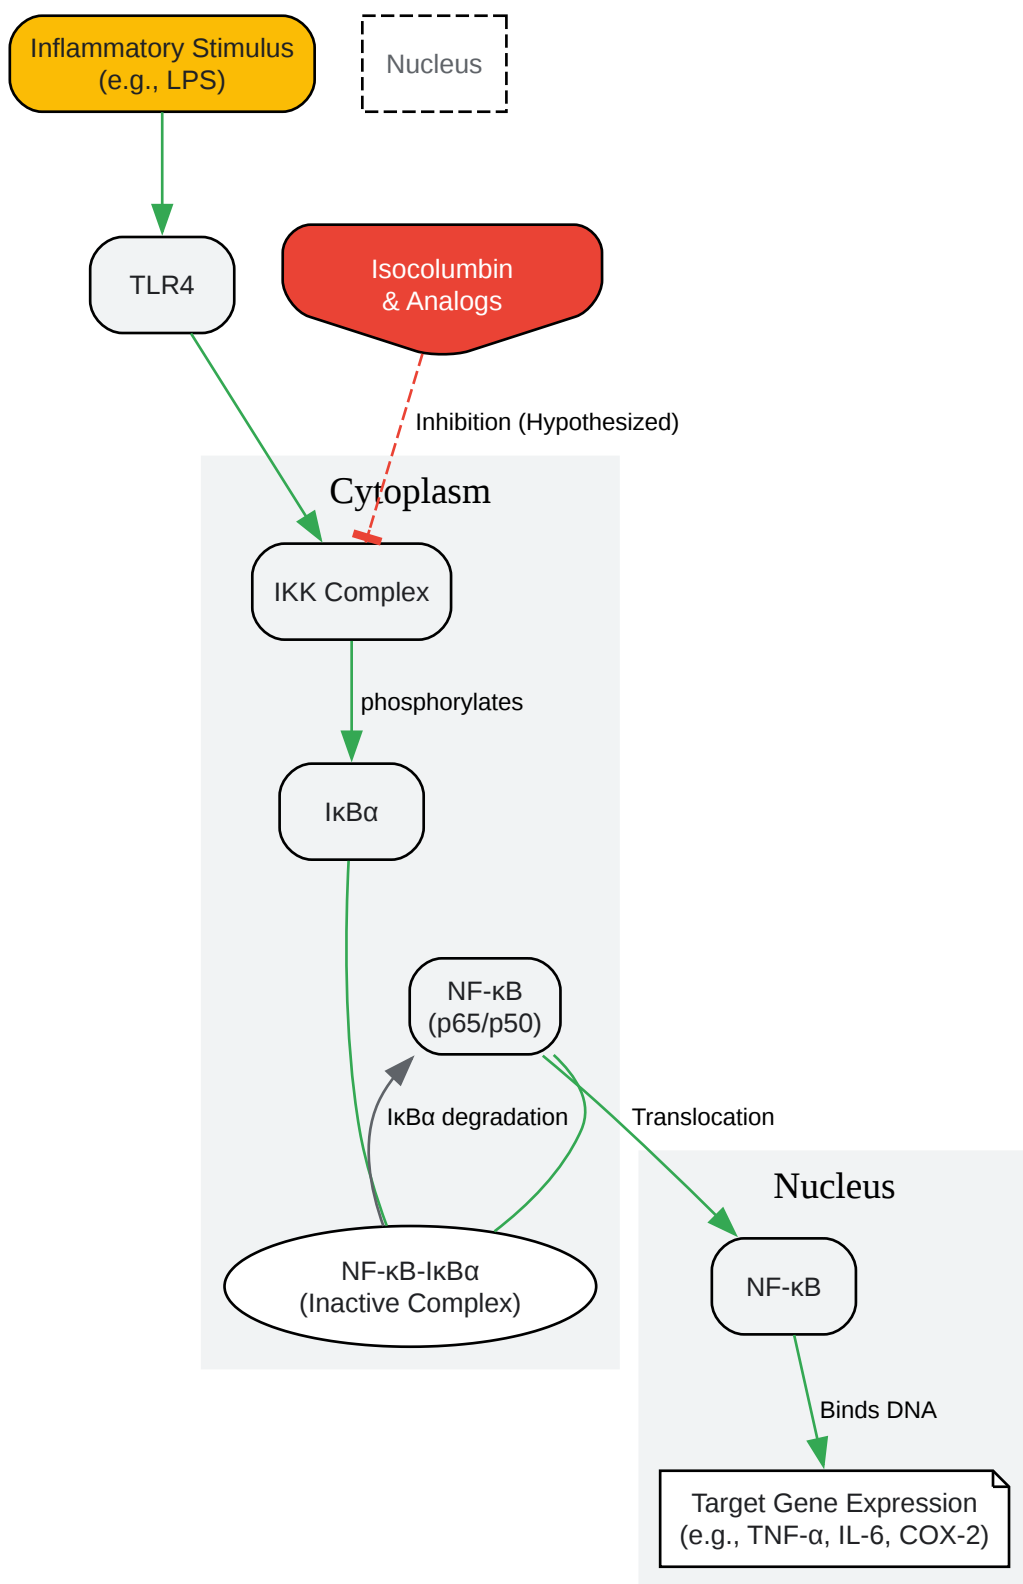 Inflammatory Stimulus
(e.g., LPS)
Nucleus
TLR4
Isocolumbin
& Analogs
Inhibition (Hypothesized)
Cytoplasm
IKK Complex
phosphorylates
IκBα
NF-κB
(p65/p50)
IκBα degradation
Translocation
Nucleus
NF-κB-IκBα
(Inactive Complex)
NF-κB
Binds DNA
Target Gene Expression
(e.g., TNF-α, IL-6, COX-2)